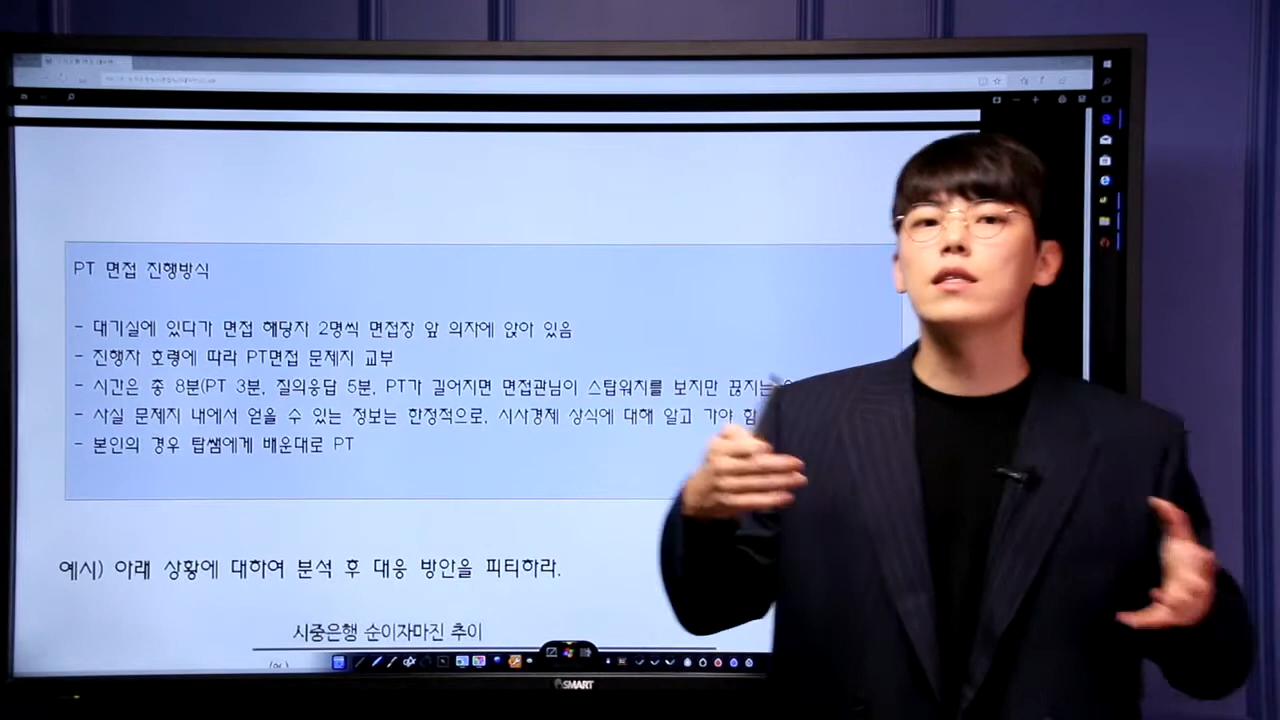 PT 면접 진행방식
- 대기실에 있다가 면접 해당자 2명씩 면접장 앞 의자에 앉아 있음
- 진행자 호령에 따라 PT면접 문제지 교부
- 시간은 총 8분(PT 3분, 질의응답 5분, PT가 길어지면 면접관님이 스탑워치를 보지만 끊지는
- 사실 문제지 내에서 얻을 수 있는 정보는 한정적으로, 시사경제 상식에 대해 알고 가야 함
- 본인의 경우 탑쌤에게 배운대로 PT
예시) 아래 상황에 대하여 분석 후 대응 방안을 피티하라.
시중은행 순이자마진 추이
SMART